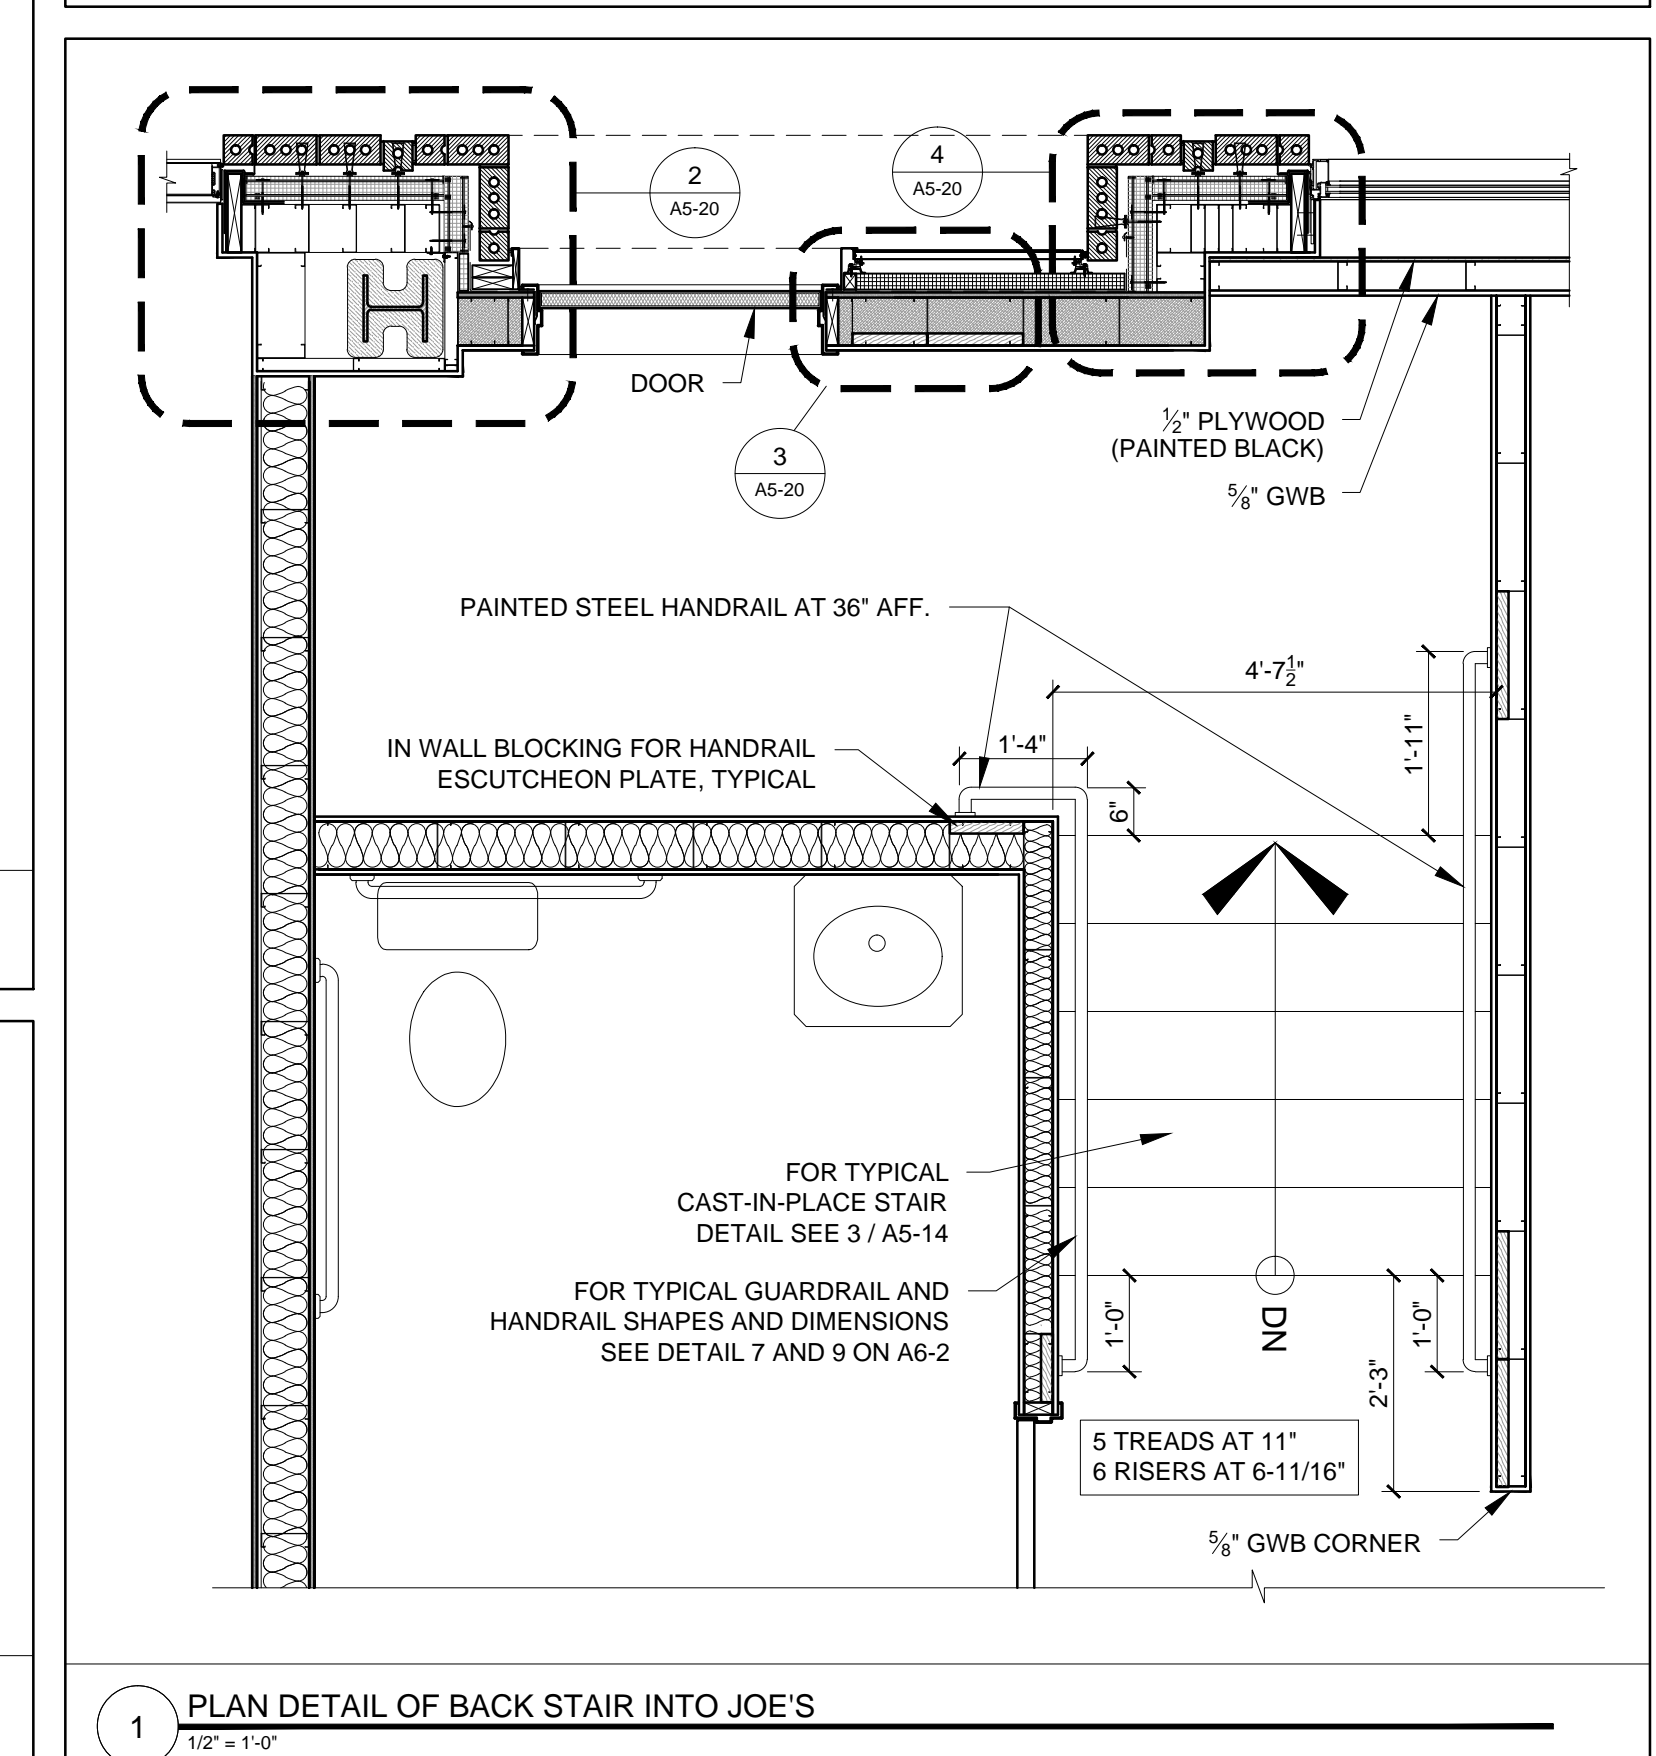 2
A5-20
4
A5-20
DOOR
3
A5-20
½" PLYWOOD
(PAINTED BLACK)
⅝" GWB
PAINTED STEEL HANDRAIL AT 36" AFF.
4'-7½"
1'-11"
IN WALL BLOCKING FOR HANDRAIL
ESCUTCHEON PLATE, TYPICAL
1'-4"
6"
FOR TYPICAL
CAST-IN-PLACE STAIR
DETAIL SEE 3 / A5-14
FOR TYPICAL GUARDRAIL AND
HANDRAIL SHAPES AND DIMENSIONS
SEE DETAIL 7 AND 9 ON A6-2
1'-0"
DN
1'-0"
2'-3"
5 TREADS AT 11"
6 RISERS AT 6-11/16"
⅝" GWB CORNER
1
PLAN DETAIL OF BACK STAIR INTO JOE'S
1/2" = 1'-0"